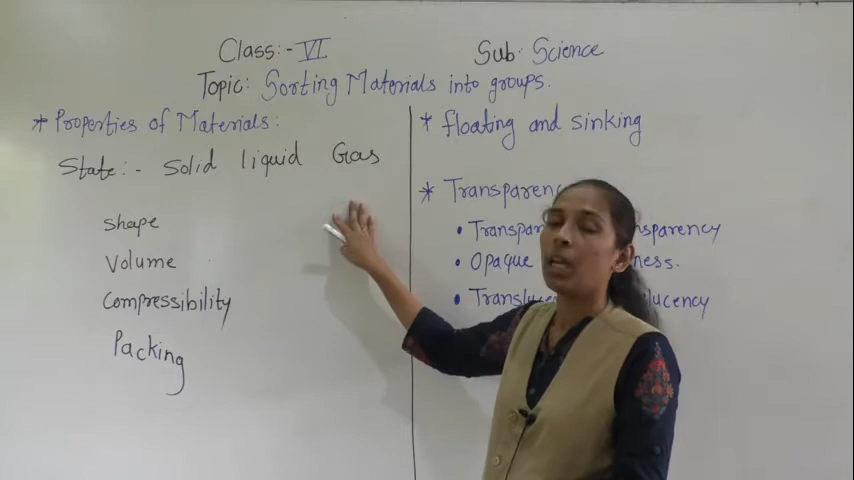 Class:- VI
Sub: Science
Topic: Sorting Materials into groups.
* Properties of Materials:
State:- Solid liquid Gas
shape
Volume
Compressibility
Packing
* floating and sinking
* Transparenc
• Transpar nsparency
• Opaque ness.
• Translu lucency